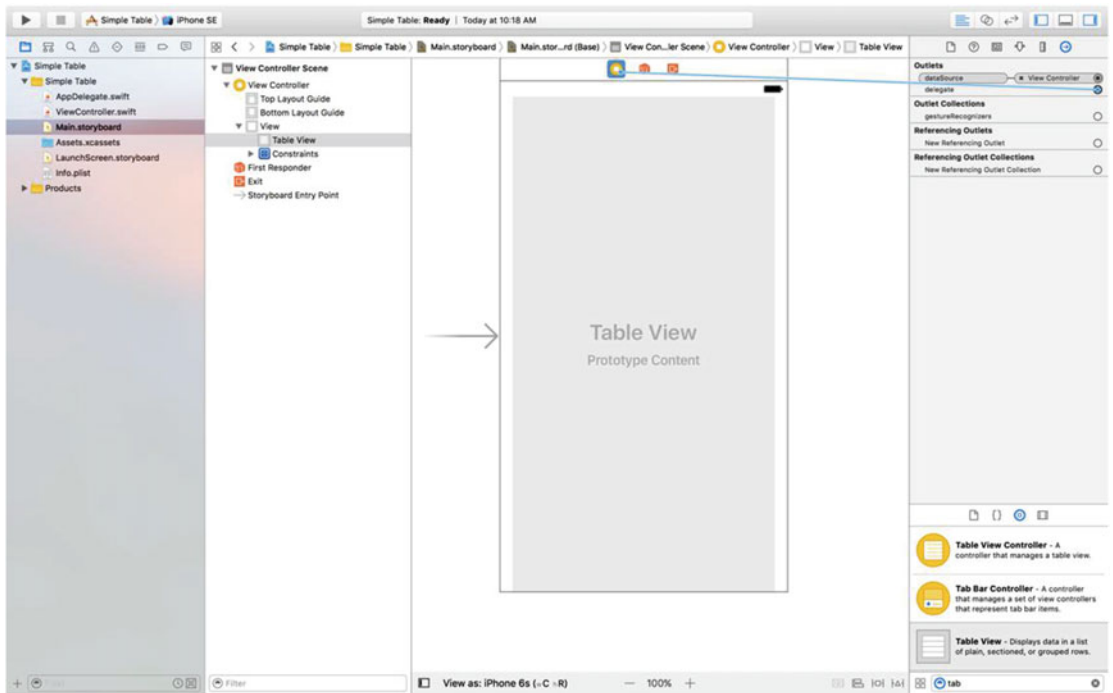 Simple Table
iPhone SE
Simple Table: Ready | Today at 10:18 AM
Simple Table
Simple Table
Main.storyboard
Main.stor...rd (Base)
View Con...ler Scene
View Controller
View
Table View
Simple Table
Simple Table
AppDelegate.swift
ViewController.swift
Main.storyboard
Assets.xcassets
LaunchScreen.storyboard
Info.plist
Products
View Controller Scene
View Controller
Top Layout Guide
Bottom Layout Guide
View
Table View
Constraints
First Responder
Exit
Storyboard Entry Point
Table View
Prototype Content
Outlets
dataSource
View Controller
delegate
Outlet Collections
gestureRecognizers
Referencing Outlets
New Referencing Outlet
Referencing Outlet Collections
New Referencing Outlet Collection
Table View Controller - A
controller that manages a table view.
Tab Bar Controller - A controller
that manages a set of view controllers
that represent tab bar items.
Table View - Displays data in a list
of plain, sectioned, or grouped rows.
Filter
View as: iPhone 6s (wC hR)
100%
tab